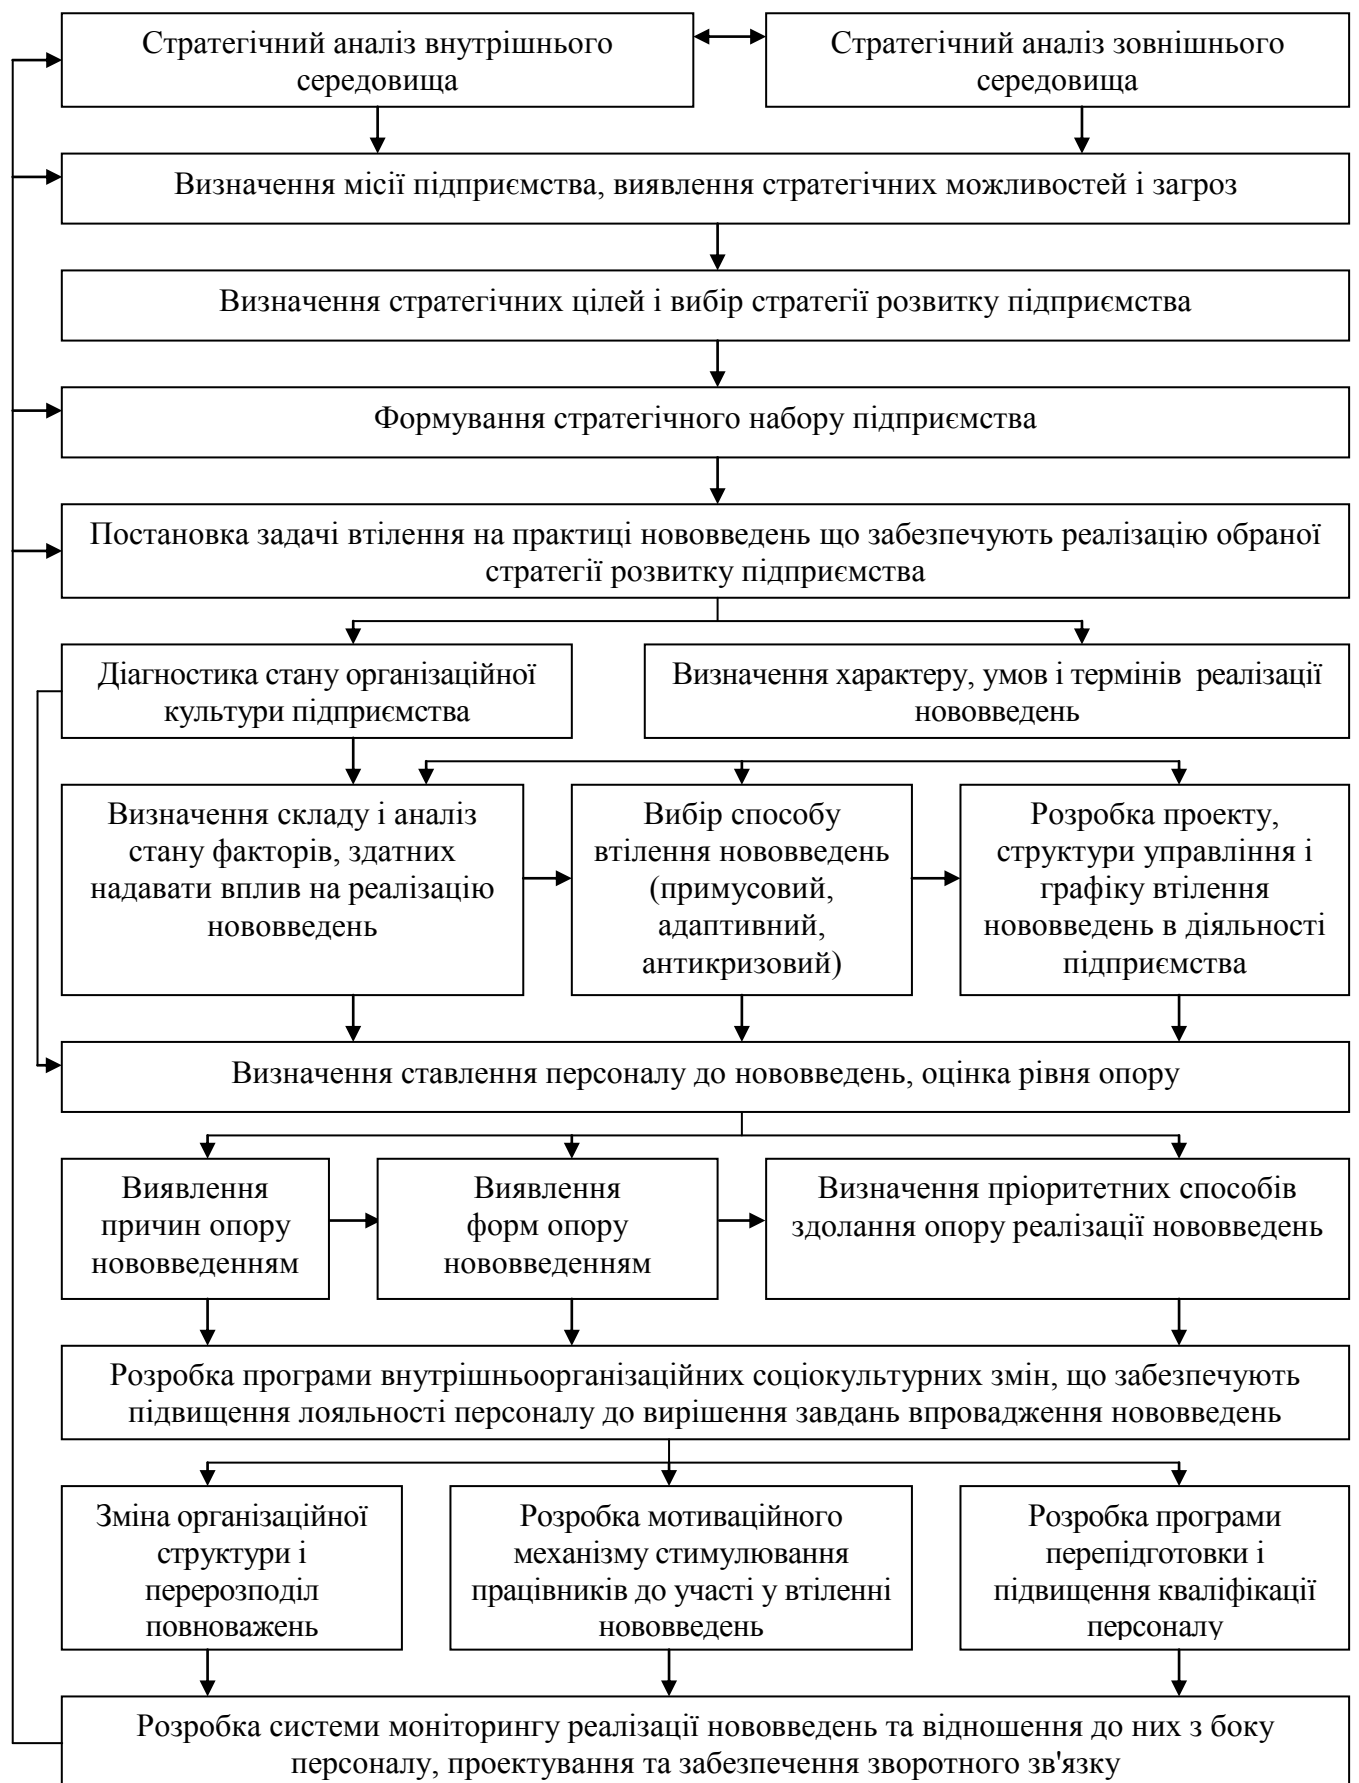 Стратегічний аналіз внутрішнього
середовища
Стратегічний аналіз зовнішнього
середовища
Визначення місії підприємства, виявлення стратегічних можливостей і загроз
Визначення стратегічних цілей і вибір стратегії розвитку підприємства
Формування стратегічного набору підприємства
Постановка задачі втілення на практиці нововведень що забезпечують реалізацію обраної
стратегії розвитку підприємства
Діагностика стану організаційної
культури підприємства
Визначення характеру, умов і термінів реалізації
нововведень
Визначення складу і аналіз
стану факторів, здатних
надавати вплив на реалізацію
нововведень
Вибір способу
втілення нововведень
(примусовий,
адаптивний,
антикризовий)
Розробка проекту,
структури управління і
графіку втілення
нововведень в діяльності
підприємства
Визначення ставлення персоналу до нововведень, оцінка рівня опору
Виявлення
причин опору
нововведенням
Виявлення
форм опору
нововведенням
Визначення пріоритетних способів
здолання опору реалізації нововведень
Розробка програми внутрішньоорганізаційних соціокультурних змін, що забезпечують
підвищення лояльності персоналу до вирішення завдань впровадження нововведень
Зміна організаційної
структури і
перерозподіл
повноважень
Розробка мотиваційного
механізму стимулювання
працівників до участі у втіленні
нововведень
Розробка програми
перепідготовки і
підвищення кваліфікації
персоналу
Розробка системи моніторингу реалізації нововведень та відношення до них з боку
персоналу, проектування та забезпечення зворотного зв'язку